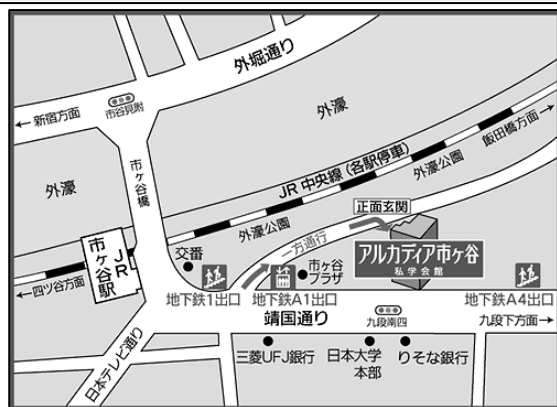 外堀通り
市谷見附
← 新宿方面
外濠
飯田橋方面 →
市ヶ谷橋
JR 中央線（各駅停車）
外濠公園
外濠
正面玄関
外濠公園
一方通行
アルカディア市ヶ谷
私学会館
交番
JR
市ヶ谷駅
市ヶ谷
プラザ
←四ツ谷方面
地下鉄1出口
地下鉄A1出口
地下鉄A4出口
靖国通り
九段南四
九段下方面→
日本テレビ通り
三菱UFJ銀行
日本大学
本部
りそな銀行